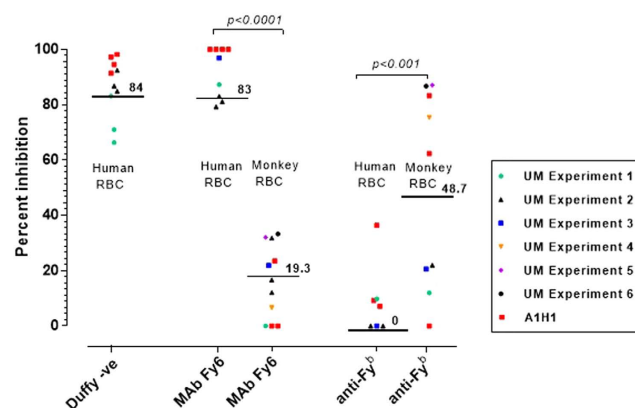 p<0.0001
p<0.001
Percent inhibition
100
80
60
40
20
0
84
83
19.3
0
48.7
Human
RBC
Human
RBC
Monkey
RBC
Human
RBC
Monkey
RBC
Duffy -ve
MAb Fy6
MAb Fy6
anti-Fyb
anti-Fyb
UM Experiment 1
UM Experiment 2
UM Experiment 3
UM Experiment 4
UM Experiment 5
UM Experiment 6
A1H1